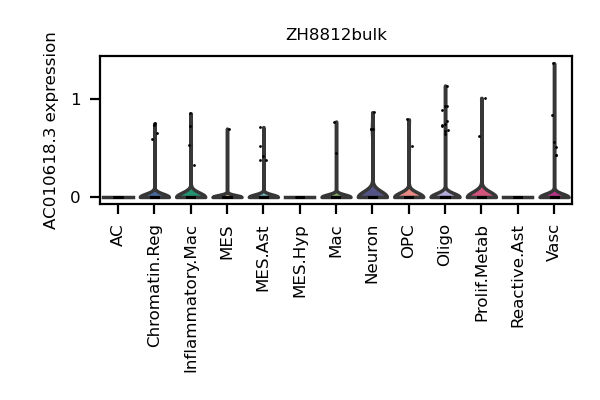 ZH8812bulk
AC010618.3 expression
1
0
AC
Chromatin.Reg
Inflammatory.Mac
MES
MES.Ast
MES.Hyp
Mac
Neuron
OPC
Oligo
Prolif.Metab
Reactive.Ast
Vasc